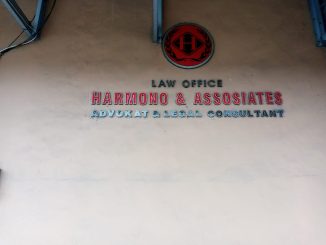 H
LAW OFFICE
HARMONO & ASSOSIATES
ADVOKAT & LEGAL CONSULTANT